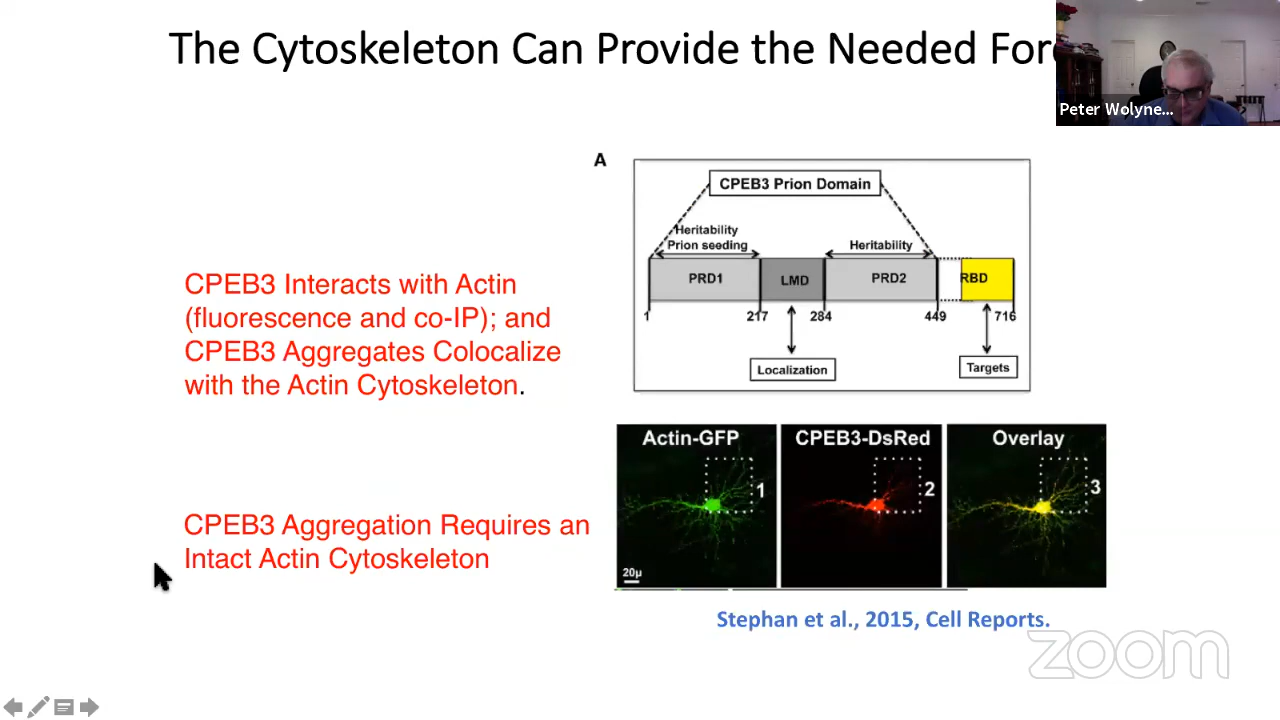 The Cytoskeleton Can Provide the Needed For
Peter Wolyne...
A
CPEB3 Prion Domain
Heritability
Prion seeding
Heritability
PRD1
LMD
PRD2
RBD
1
217
284
449
716
Localization
Targets
CPEB3 Interacts with Actin
(fluorescence and co-IP); and
CPEB3 Aggregates Colocalize
with the Actin Cytoskeleton.
Actin-GFP
CPEB3-DsRed
Overlay
1
2
3
20µ
CPEB3 Aggregation Requires an
Intact Actin Cytoskeleton
Stephan et al., 2015, Cell Reports.
zoom